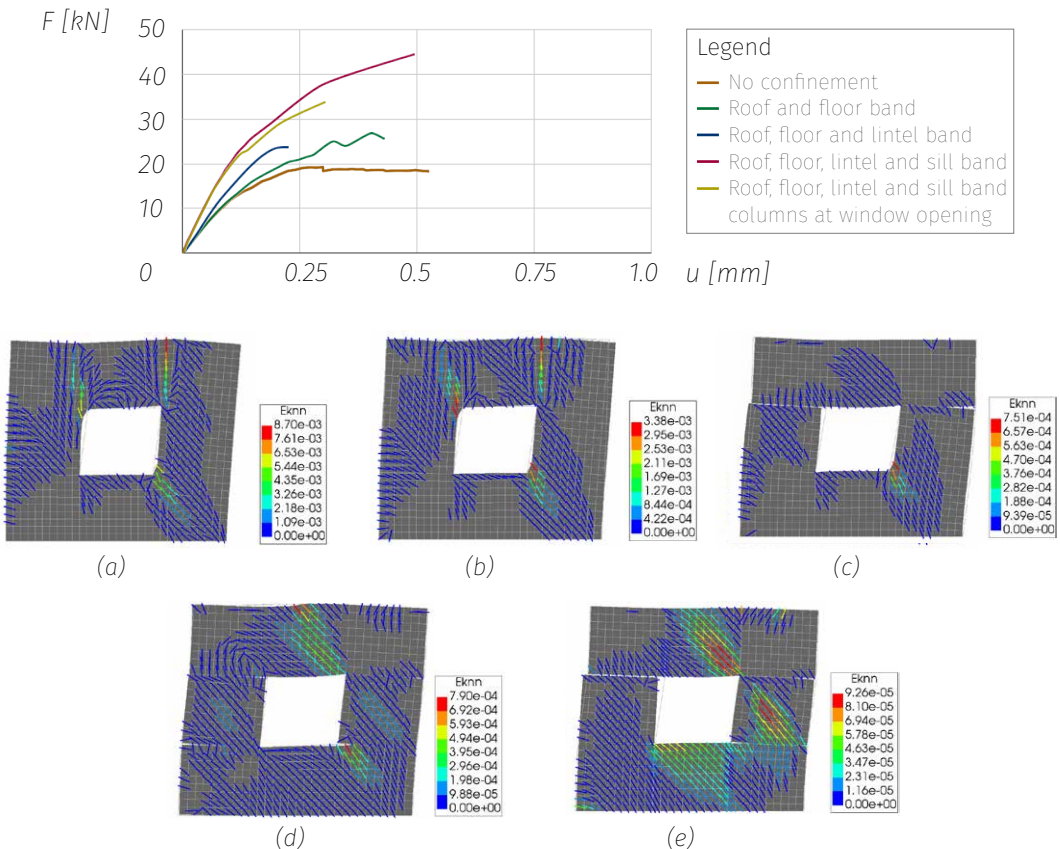 F [kN]
50
40
30
20
10
0
0.25
0.5
0.75
1.0
u [mm]
Legend
No confinement
Roof and floor band
Roof, floor and lintel band
Roof, floor, lintel and sill band
Roof, floor, lintel and sill band
columns at window opening
Eknn
8.70e-03
7.61e-03
6.53e-03
5.44e-03
4.35e-03
3.26e-03
2.18e-03
1.09e-03
0.00e+00
(a)
Eknn
3.38e-03
2.95e-03
2.53e-03
2.11e-03
1.69e-03
1.27e-03
8.44e-04
4.22e-04
0.00e+00
(b)
Eknn
7.51e-04
6.57e-04
5.63e-04
4.70e-04
3.76e-04
2.82e-04
1.88e-04
9.39e-05
0.00e+00
(c)
Eknn
7.90e-04
6.92e-04
5.93e-04
4.94e-04
3.95e-04
2.96e-04
1.98e-04
9.88e-05
0.00e+00
(d)
Eknn
9.26e-05
8.10e-05
6.94e-05
5.78e-05
4.63e-05
3.47e-05
2.31e-05
1.16e-05
0.00e+00
(e)